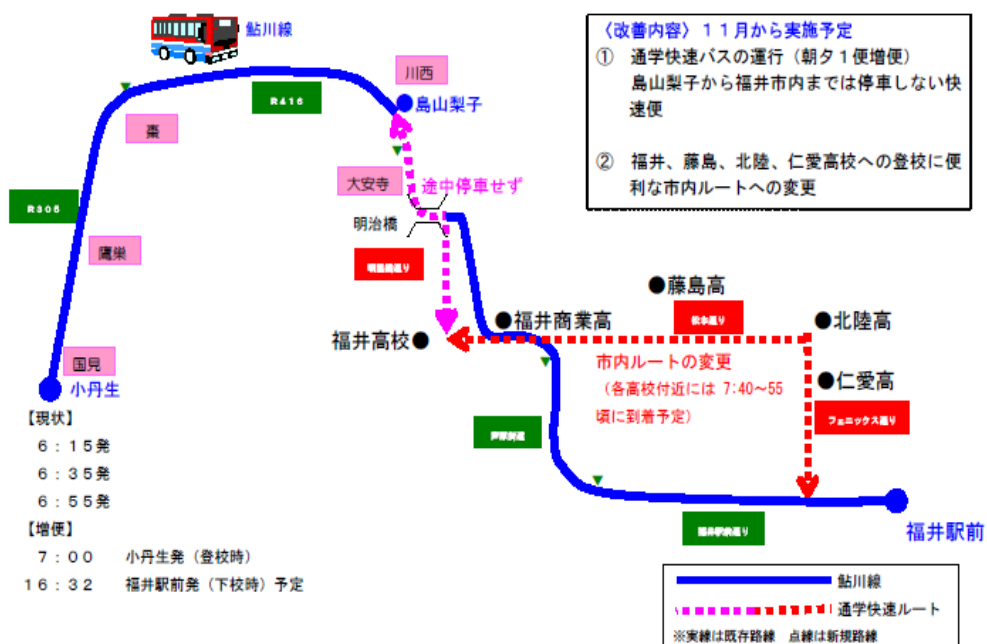 鮎川線
〈改善内容〉１１月から実施予定
① 通学快速バスの運行（朝夕１便増便）
島山梨子から福井市内までは停車しない快
速便
② 福井、藤島、北陸、仁愛高校への登校に便
利な市内ルートへの変更
川西
R416
島山梨子
棗
大安寺
途中停車せず
R305
明治橋
鷹巣
●藤島高
●福井商業高
●北陸高
福井高校●
国見
小丹生
市内ルートの変更
（各高校付近には 7:40～55
頃に到着予定）
●仁愛高
フェニックス通り
【現状】
６：１５発
６：３５発
６：５５発
【増便】
７：００ 小丹生発（登校時）
１６：３２ 福井駅前発（下校時）予定
福井駅前
鮎川線
通学快速ルート
※実線は既存路線 点線は新規路線